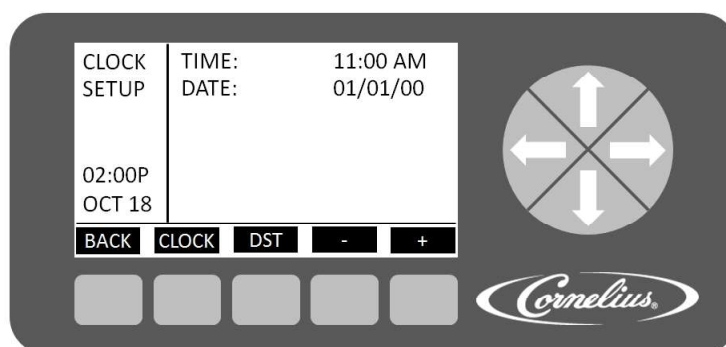 CLOCK SETUP
TIME: 11:00 AM
DATE: 01/01/00
02:00P
OCT 18
BACK CLOCK DST - +
Cornelius®